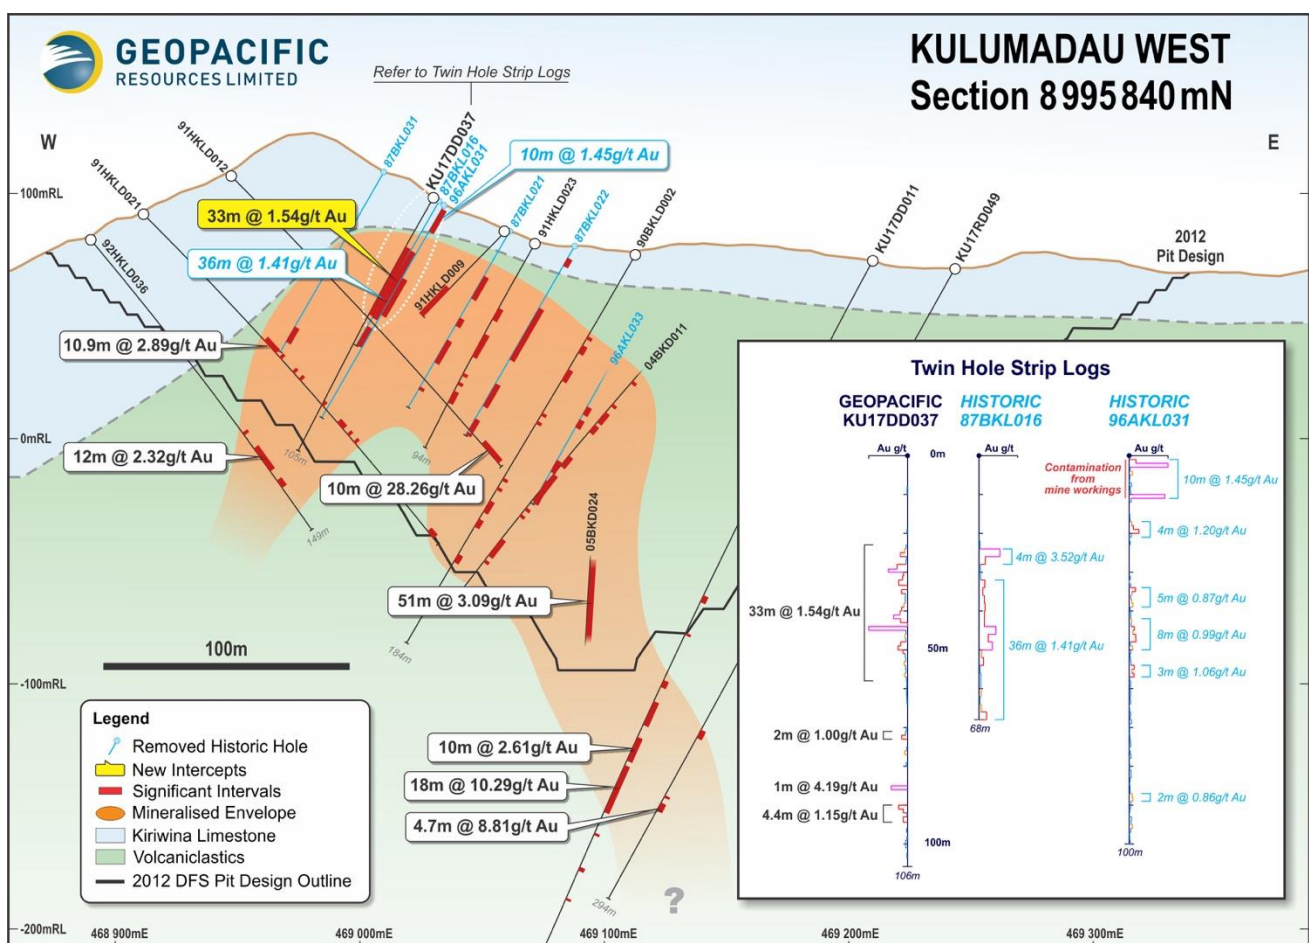 GEOPACIFIC
RESOURCES LIMITED
KULUMADAU WEST
Section 8995840mN
Refer to Twin Hole Strip Logs
W
E
91HKLD012
87BKL031
KU17DD037
87BKL016
96AKL031
10m @ 1.45g/t Au
91HKLD021
92HKLD036
87BKL021
91HKLD023
87BKL022
90BKLD002
KU17DD011
KU17RD049
2012
Pit Design
100mRL
33m @ 1.54g/t Au
36m @ 1.41g/t Au
91HKLD009
96AKL033
04BKD011
10.9m @ 2.89g/t Au
0mRL
12m @ 2.32g/t Au
105m
94m
10m @ 28.26g/t Au
149m
05BKD024
51m @ 3.09g/t Au
184m
100m
-100mRL
10m @ 2.61g/t Au
18m @ 10.29g/t Au
4.7m @ 8.81g/t Au
294m
?
-200mRL
468 900mE
469 000mE
469 100mE
469 200mE
469 300mE
Legend
Removed Historic Hole
New Intercepts
Significant Intervals
Mineralised Envelope
Kiriwina Limestone
Volcaniclastics
2012 DFS Pit Design Outline
Twin Hole Strip Logs
GEOPACIFIC
KU17DD037
HISTORIC
87BKL016
HISTORIC
96AKL031
Au g/t
0m
Au g/t
Au g/t
Contamination
from
mine workings
10m @ 1.45g/t Au
4m @ 1.20g/t Au
4m @ 3.52g/t Au
33m @ 1.54g/t Au
5m @ 0.87g/t Au
8m @ 0.99g/t Au
50m
36m @ 1.41g/t Au
3m @ 1.06g/t Au
68m
2m @ 1.00g/t Au
1m @ 4.19g/t Au
2m @ 0.86g/t Au
4.4m @ 1.15g/t Au
100m
100m
106m